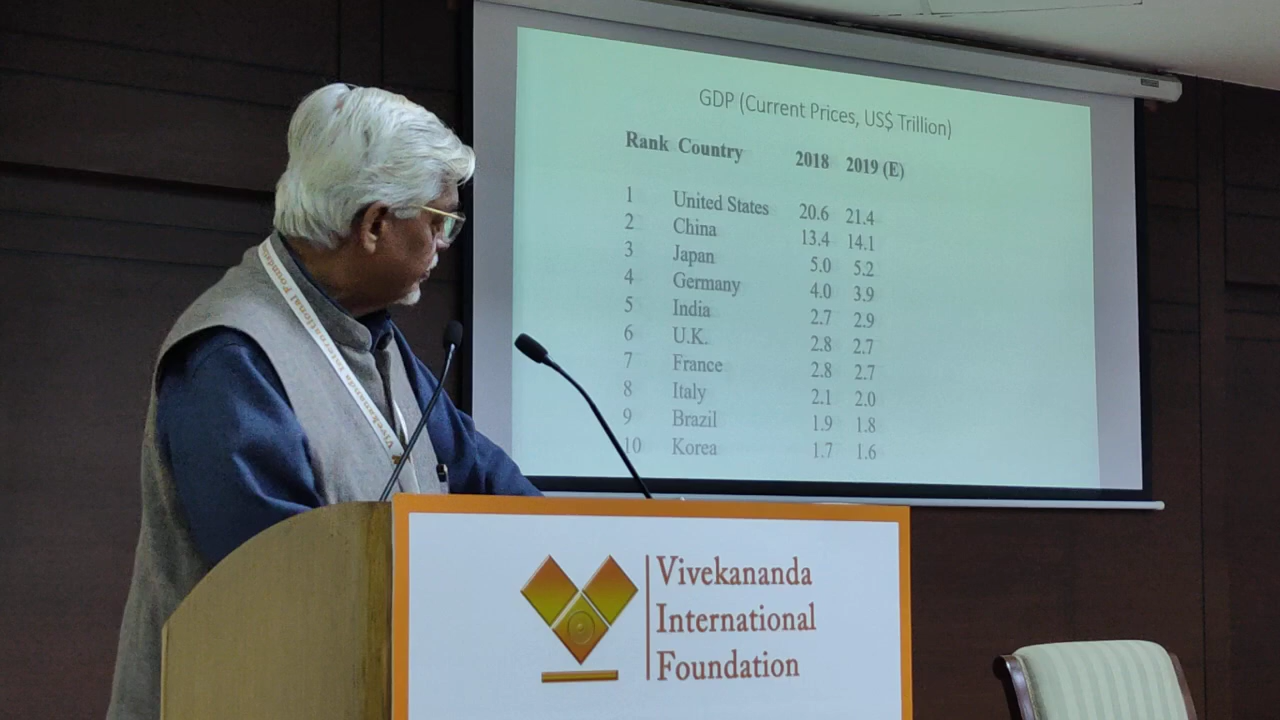 GDP (Current Prices, US$ Trillion)
Rank Country 2018 2019 (E)
1 United States 20.6 21.4
2 China 13.4 14.1
3 Japan 5.0 5.2
4 Germany 4.0 3.9
5 India 2.7 2.9
6 U.K. 2.8 2.7
7 France 2.8 2.7
8 Italy 2.1 2.0
9 Brazil 1.9 1.8
10 Korea 1.7 1.6
Vivekananda International Founda
Vivekananda
International
Foundation